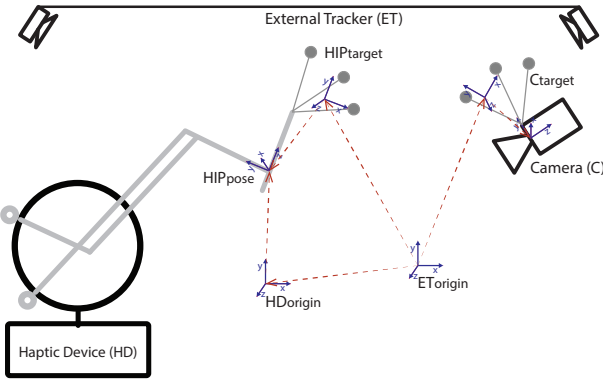 External Tracker (ET)
HIPtarget
Ctarget
Camera (C)
HIPpose
HDorigin
ETorigin
Haptic Device (HD)
y
x
z
y
x
z